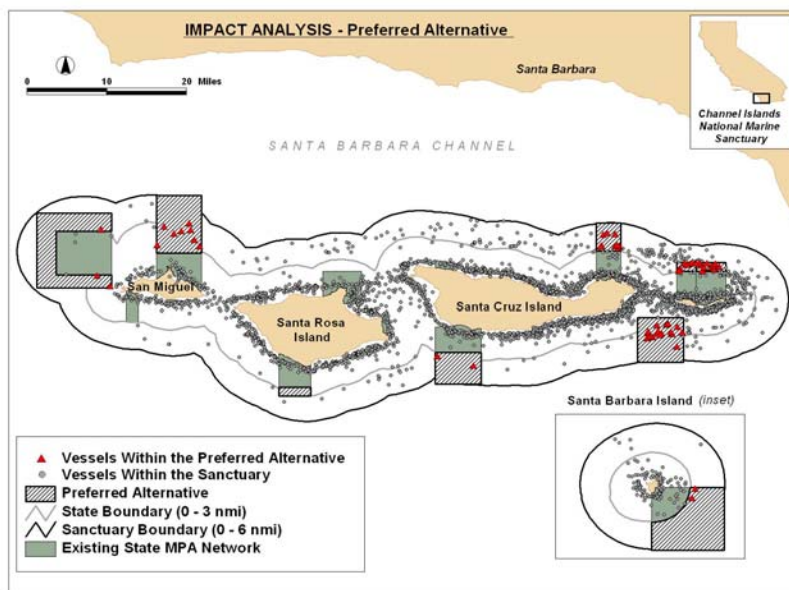 IMPACT ANALYSIS - Preferred Alternative
0 10 20 Miles
Santa Barbara
Channel Islands
National Marine
Sanctuary
SANTA BARBARA CHANNEL
San Miguel
Santa Rosa
Island
Santa Cruz Island
Santa Barbara Island (inset)
Vessels Within the Preferred Alternative
Vessels Within the Sanctuary
Preferred Alternative
State Boundary (0 - 3 nmi)
Sanctuary Boundary (0 - 6 nmi)
Existing State MPA Network